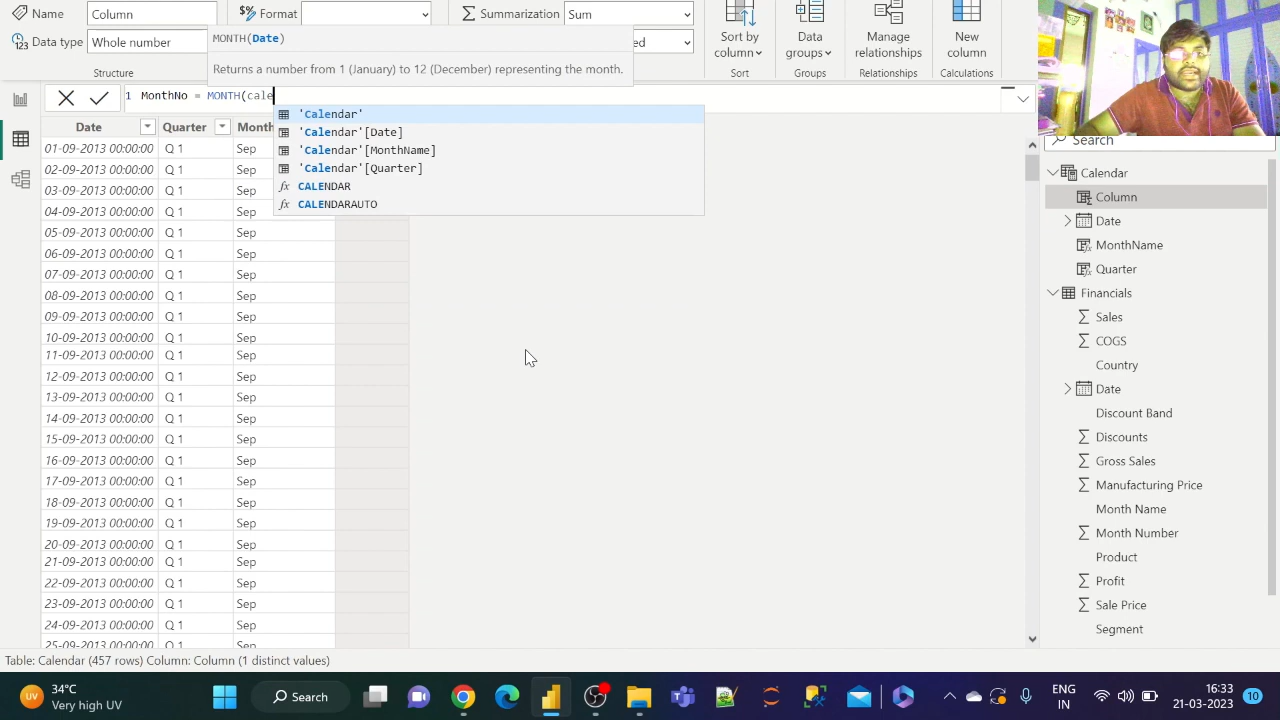 Name Column
Format
Summarization Sum
Sort by column
Data groups
Manage relationships
New column
Data type Whole number
Structure
Sort
Groups
Relationships
Calculations
MONTH(Date)
Returns a number from 1 (January) to 12 (December) representing the month.
1 MonthNo = MONTH(cale
'Calendar'
'Calendar'[Date]
'Calendar'[MonthName]
'Calendar'[Quarter]
CALENDAR
CALENDARAUTO
Date Quarter Month
01-09-2013 00:00:00 Q 1 Sep
02-09-2013 00:00:00 Q 1 Sep
03-09-2013 00:00:00 Q 1 Sep
04-09-2013 00:00:00 Q 1 Sep
05-09-2013 00:00:00 Q 1 Sep
06-09-2013 00:00:00 Q 1 Sep
07-09-2013 00:00:00 Q 1 Sep
08-09-2013 00:00:00 Q 1 Sep
09-09-2013 00:00:00 Q 1 Sep
10-09-2013 00:00:00 Q 1 Sep
11-09-2013 00:00:00 Q 1 Sep
12-09-2013 00:00:00 Q 1 Sep
13-09-2013 00:00:00 Q 1 Sep
14-09-2013 00:00:00 Q 1 Sep
15-09-2013 00:00:00 Q 1 Sep
16-09-2013 00:00:00 Q 1 Sep
17-09-2013 00:00:00 Q 1 Sep
18-09-2013 00:00:00 Q 1 Sep
19-09-2013 00:00:00 Q 1 Sep
20-09-2013 00:00:00 Q 1 Sep
21-09-2013 00:00:00 Q 1 Sep
22-09-2013 00:00:00 Q 1 Sep
23-09-2013 00:00:00 Q 1 Sep
24-09-2013 00:00:00 Q 1 Sep
25-09-2013 00:00:00 Q 1 Sep
Search
Calendar
Column
Date
MonthName
Quarter
Financials
Sales
COGS
Country
Date
Discount Band
Discounts
Gross Sales
Manufacturing Price
Month Name
Month Number
Product
Profit
Sale Price
Segment
Table: Calendar (457 rows) Column: Column (1 distinct values)
UV
34°C
Very high UV
Search
ENG
IN
16:33
21-03-2023
10